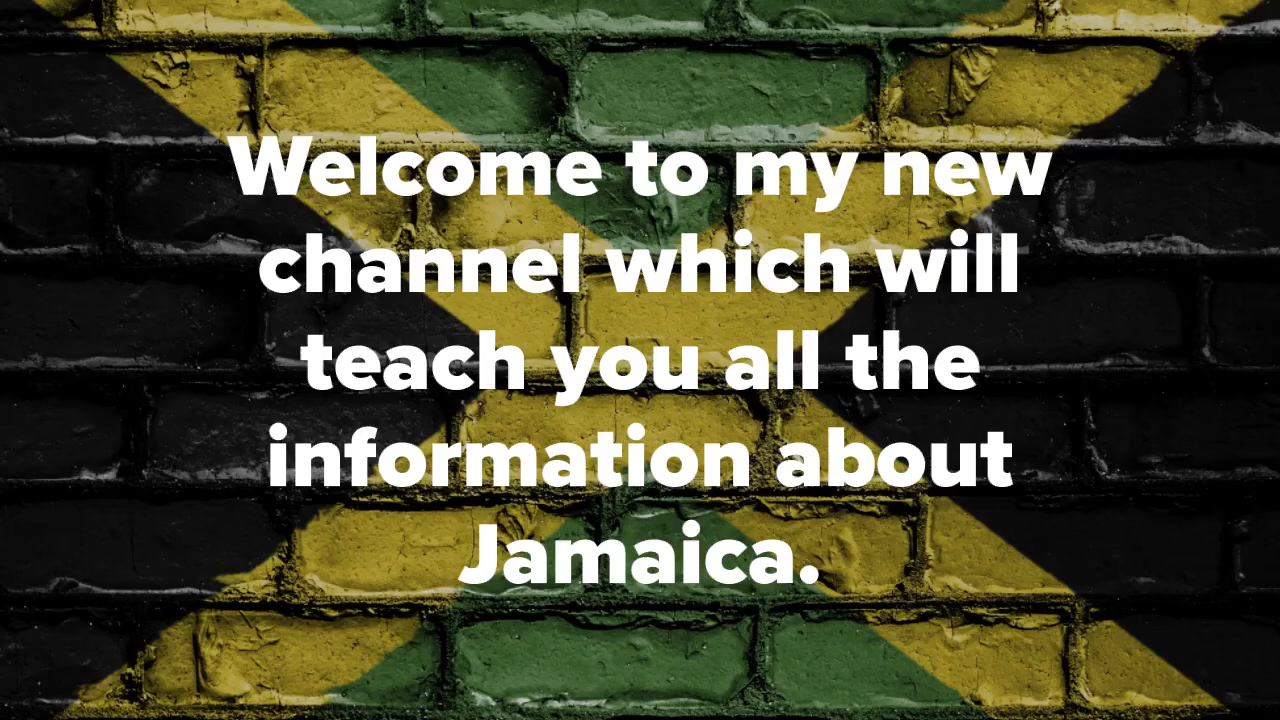 Welcome to my new
channel which will
teach you all the
information about
Jamaica.